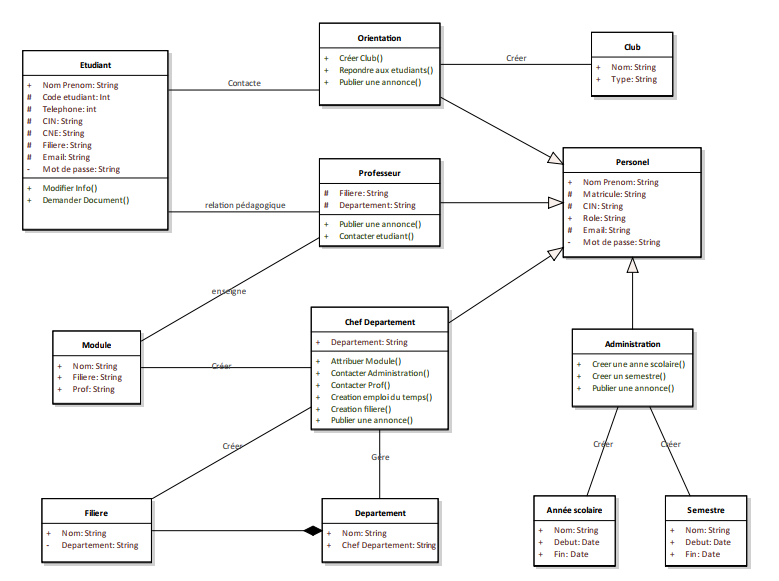 Etudiant
+ Nom Prenom: String
# Code etudiant: Int
# Telephone: int
# CIN: String
# CNE: String
# Filiere: String
# Email: String
- Mot de passe: String
+ Modifier Info()
+ Demander Document()
Contacte
Orientation
+ Créer Club()
+ Repondre aux etudiants()
+ Publier une annonce()
Créer
Club
+ Nom: String
+ Type: String
relation pédagogique
Professeur
# Filiere: String
# Departement: String
+ Publier une annonce()
+ Contacter etudiant()
Personel
+ Nom Prenom: String
# Matricule: String
# CIN: String
+ Role: String
# Email: String
- Mot de passe: String
enseigne
Module
+ Nom: String
+ Filiere: String
+ Prof: String
Créer
Chef Departement
+ Departement: String
+ Attribuer Module()
+ Contacter Administration()
+ Contacter Prof()
+ Creation emploi du temps()
+ Creation filiere()
+ Publier une annonce()
Administration
+ Creer une anne scolaire()
+ Creer un semestre()
+ Publier une annonce()
Créer
Gere
Créer
Créer
Filiere
+ Nom: String
- Departement: String
Departement
+ Nom: String
+ Chef Departement: String
Année scolaire
+ Nom: String
+ Debut: Date
+ Fin: Date
Semestre
+ Nom: String
+ Debut: Date
+ Fin: Date